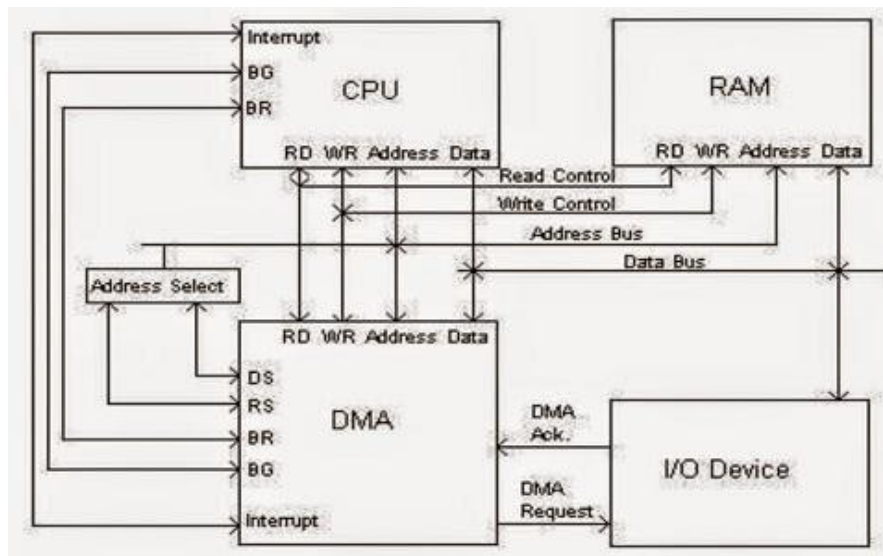 Interrupt
BG
CPU
BR
RD WR Address Data
RAM
RD WR Address Data
Read Control
Write Control
Address Bus
Data Bus
Address Select
RD WR Address Data
DS
RS
DMA
BR
BG
Interrupt
DMA
Ack.
DMA
Request
I/O Device